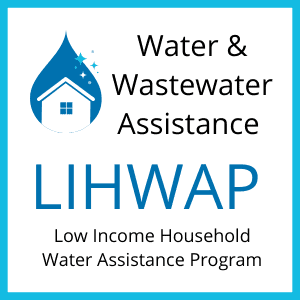 Water &
Wastewater
Assistance
LIHWAP
Low Income Household
Water Assistance Program